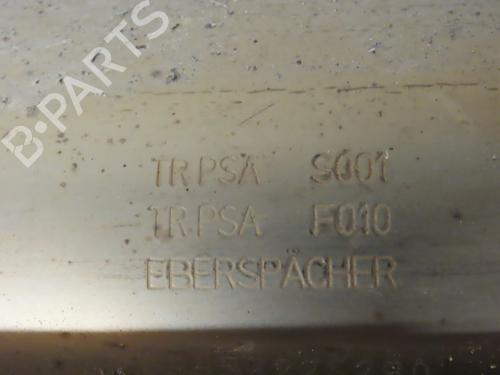 B-PARTS
TR.PSA S001
TR.PSA F010
EBERSPÄCHER